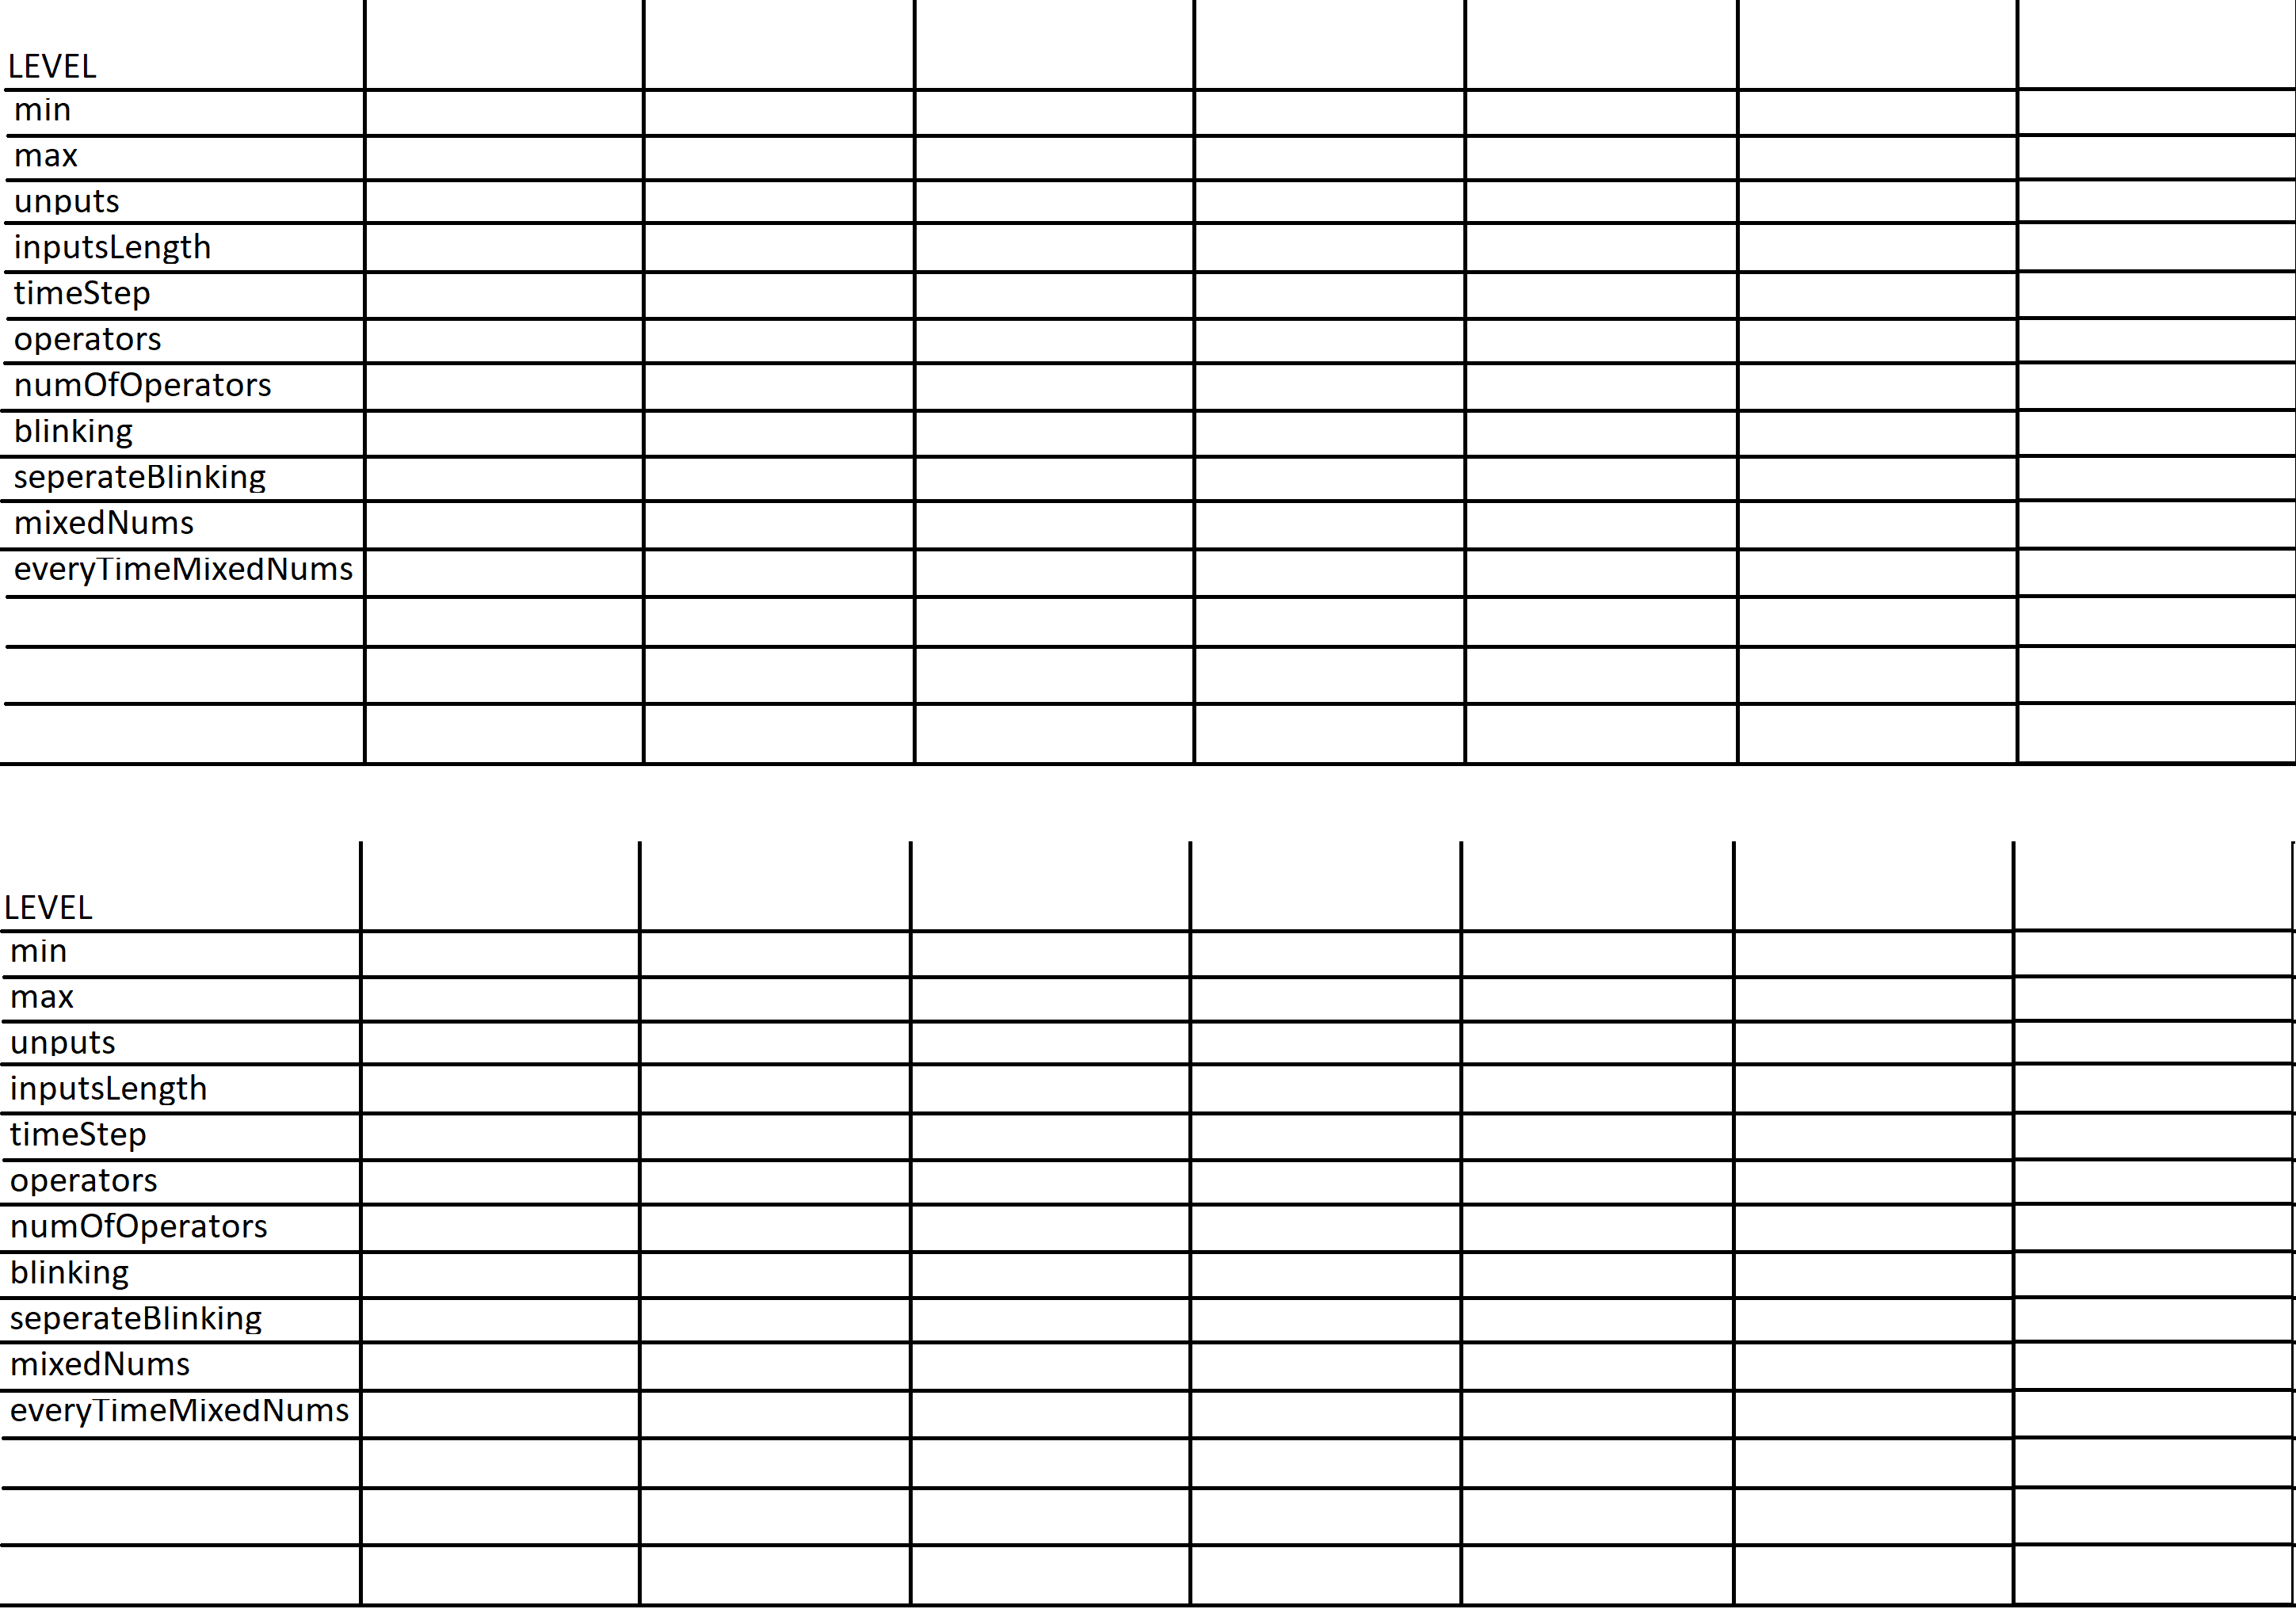 LEVEL
min
max
unputs
inputsLength
timeStep
operators
numOfOperators
blinking
seperateBlinking
mixedNums
everyTimeMixedNums
LEVEL
min
max
unputs
inputsLength
timeStep
operators
numOfOperators
blinking
seperateBlinking
mixedNums
everyTimeMixedNums